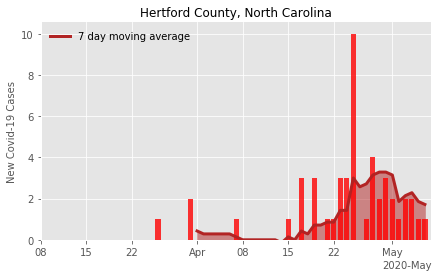 Hertford County, North Carolina
7 day moving average
New Covid-19 Cases
10
8
6
4
2
0
08 15 22 Apr 08 15 22 May
2020-May